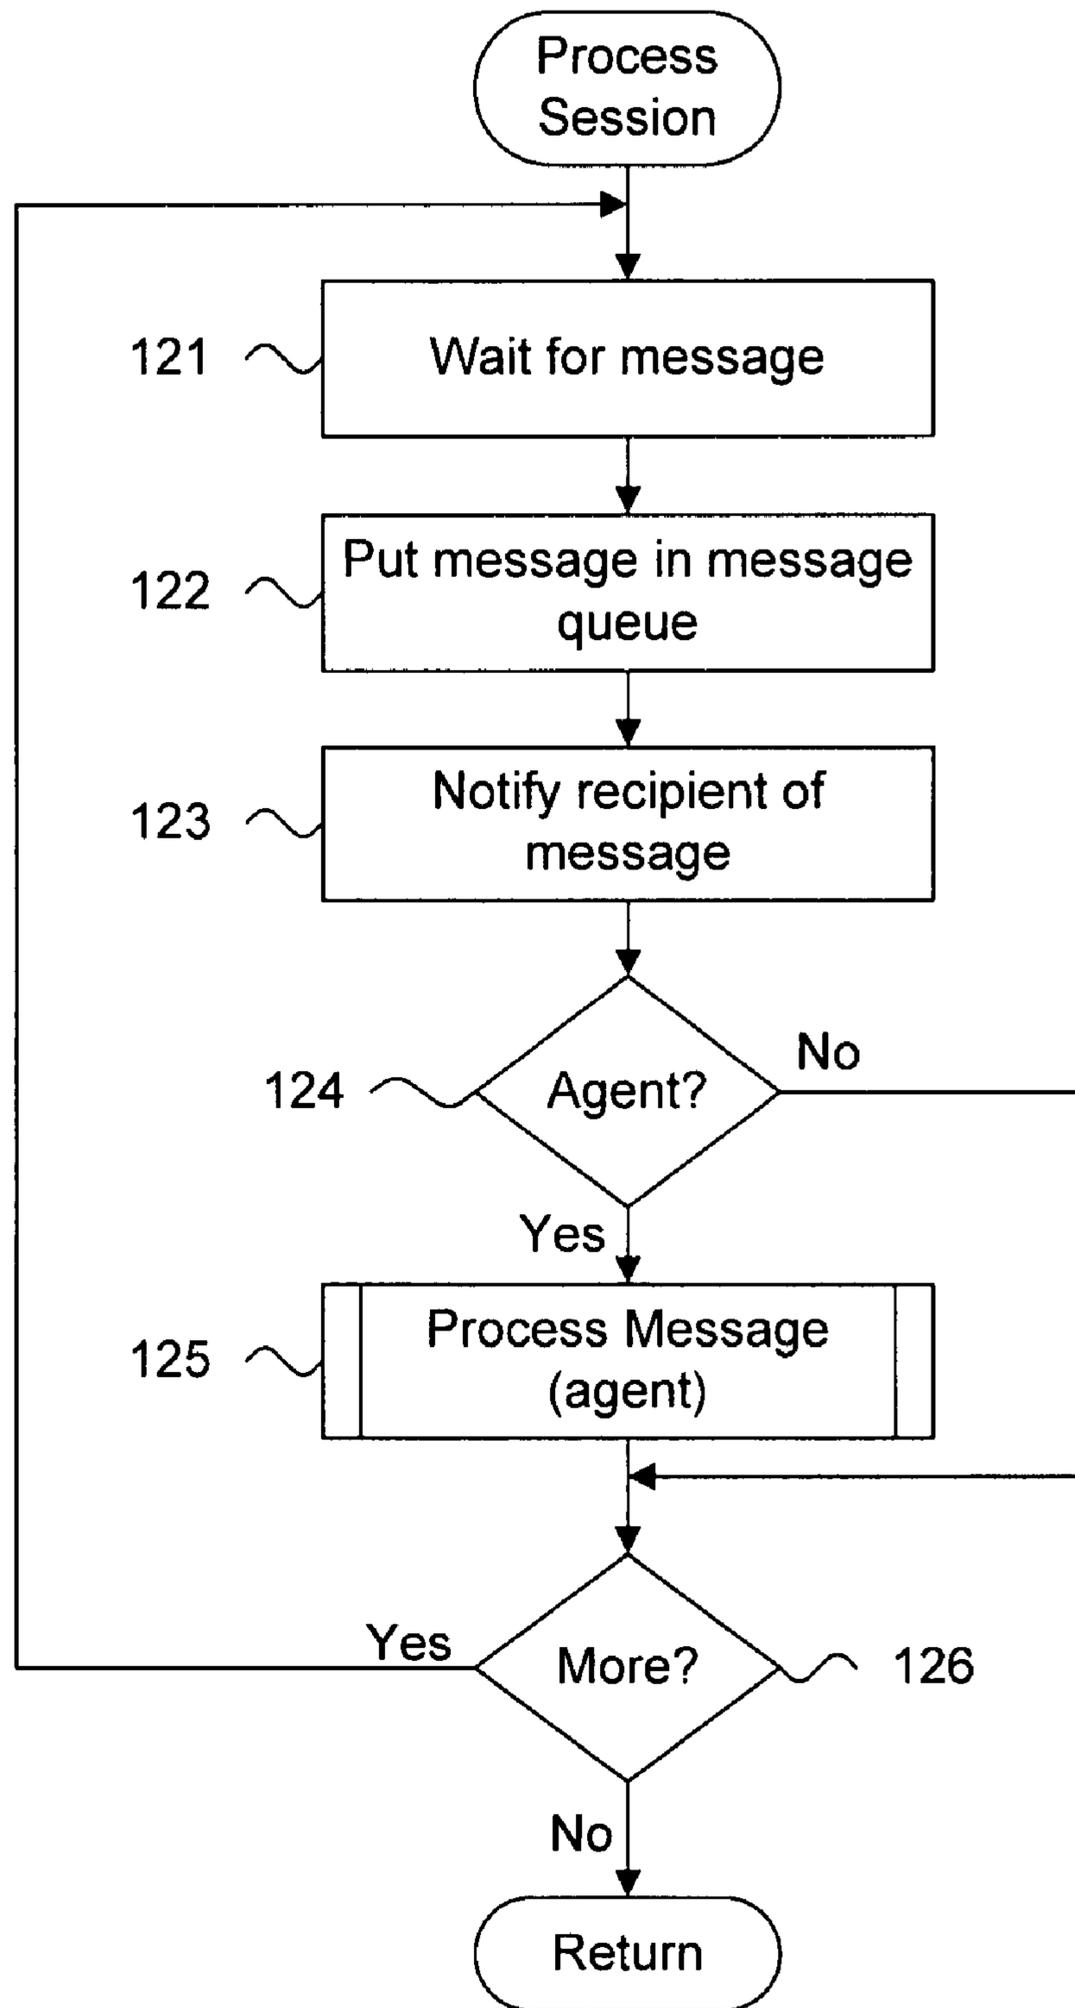 Process
Session
121
Wait for message
122
Put message in message
queue
123
Notify recipient of
message
124
Agent?
No
Yes
125
Process Message
(agent)
Yes
More?
126
No
Return